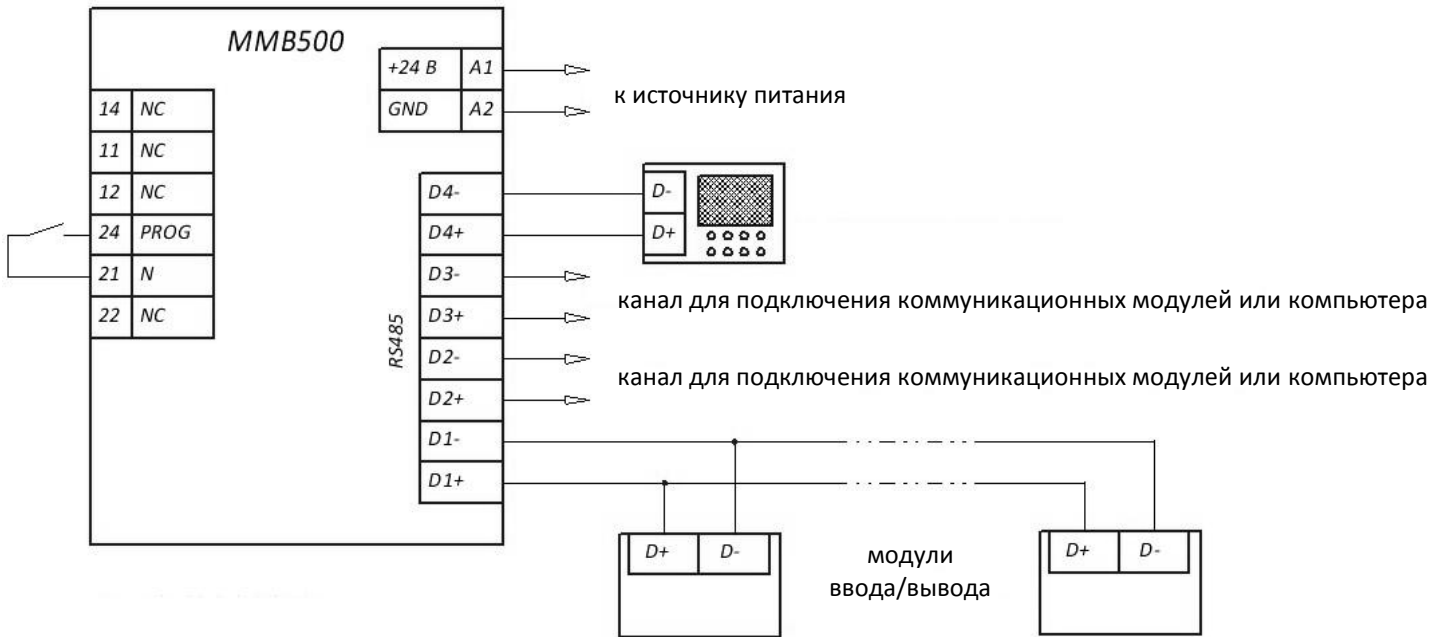 MMB500
+24 В A1
GND A2
к источнику питания
14 NC
11 NC
12 NC
24 PROG
21 N
22 NC
RS485
D4-
D4+
D3-
D3+
D2-
D2+
D1-
D1+
D-
D+
канал для подключения коммуникационных модулей или компьютера
канал для подключения коммуникационных модулей или компьютера
D+ D-
модули
ввода/вывода
D+ D-